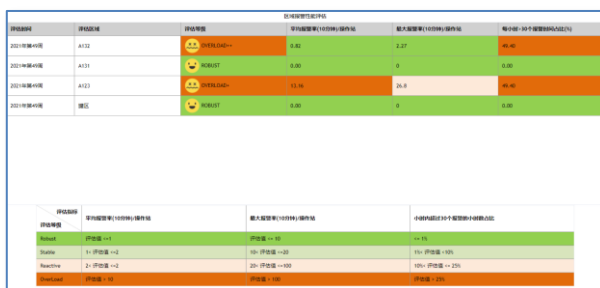 区域报警性能评估
评估时间 评估区域 评估等级 平均报警率(10分钟)/操作站 最大报警率(10分钟)/操作站 每小时>30个报警时间占比(%)
2021年第49周 A132 OVERLOAD++ 0.82 2.27 49.40
2021年第49周 A131 ROBUST 0.00 0 0.00
2021年第49周 A123 OVERLOAD+ 13.16 26.0 49.40
2021年第49周 罐区 ROBUST 0.00 0 0.00
评估指标
评估等级 平均报警率(10分钟)/操作站 最大报警率(10分钟)/操作站 小时内超过30个报警的小时数占比
Robust 评估值 <=1 评估值 <= 10 <= 1%
Stable 1< 评估值 <=2 10< 评估值 <=20 1%< 评估值 <10%
Reactive 2< 评估值 <=2 20< 评估值 <=100 10%< 评估值 <= 25%
OverLoad 评估值 > 10 评估值 > 100 评估值 > 25%